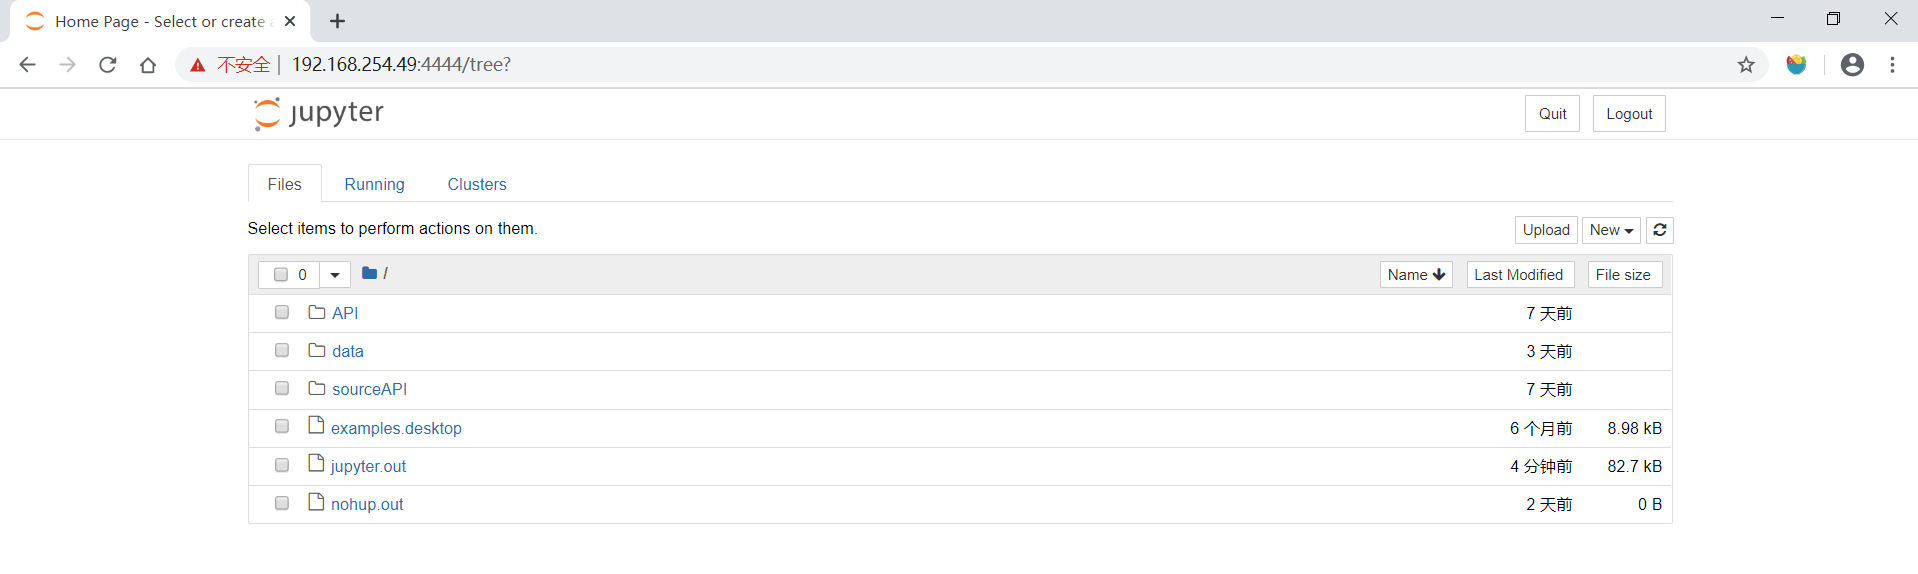 Home Page - Select or create a
不安全 | 192.168.254.49:4444/tree?
jupyter Quit Logout
Files Running Clusters
Select items to perform actions on them. Upload New
0 / Name Last Modified File size
API 7 天前
data 3 天前
sourceAPI 7 天前
examples.desktop 6 个月前 8.98 kB
jupyter.out 4 分钟前 82.7 kB
nohup.out 2 天前 0 B